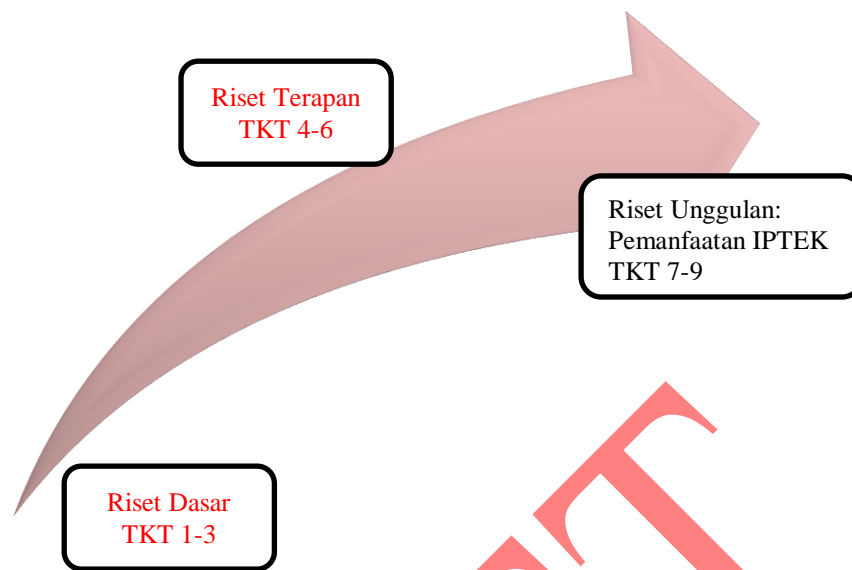 Riset Terapan
TKT 4-6
Riset Unggulan:
Pemanfaatan IPTEK
TKT 7-9
Riset Dasar
TKT 1-3